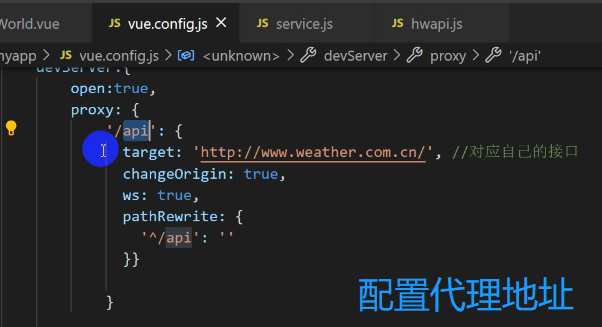 World.vue JS vue.config.js × JS service.js JS hwapi.js
nyapp > JS vue.config.js > <unknown> > devServer > proxy > '/api'
devServer:{
open:true,
proxy: {
'/api': {
target: 'http://www.weather.com.cn/', //对应自己的接口
changeOrigin: true,
ws: true,
pathRewrite: {
'^/api': ''
}}
}
配置代理地址